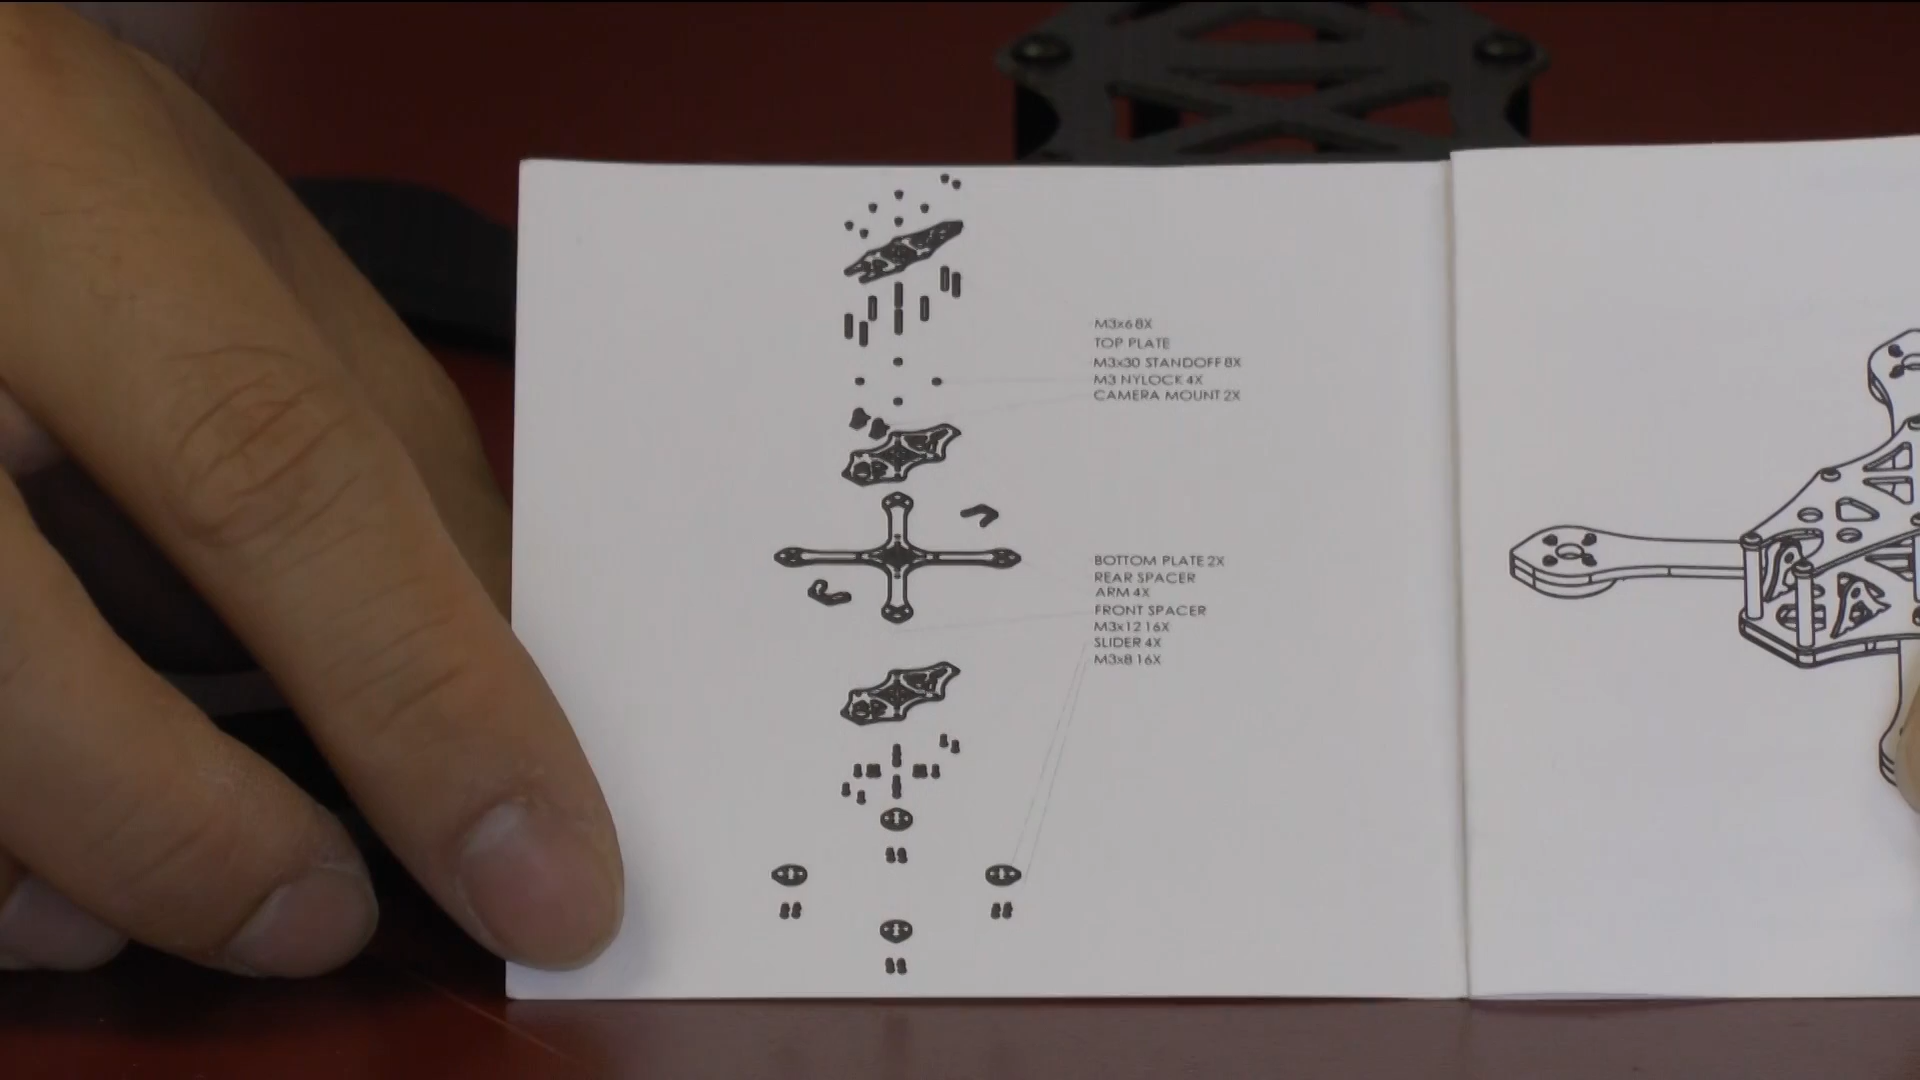 M3x6 8X
TOP PLATE
M3x30 STANDOFF 8X
M3 NYLOCK 4X
CAMERA MOUNT 2X
BOTTOM PLATE 2X
REAR SPACER
ARM 4X
FRONT SPACER
M3x12 16X
SLIDER 4X
M3x8 16X